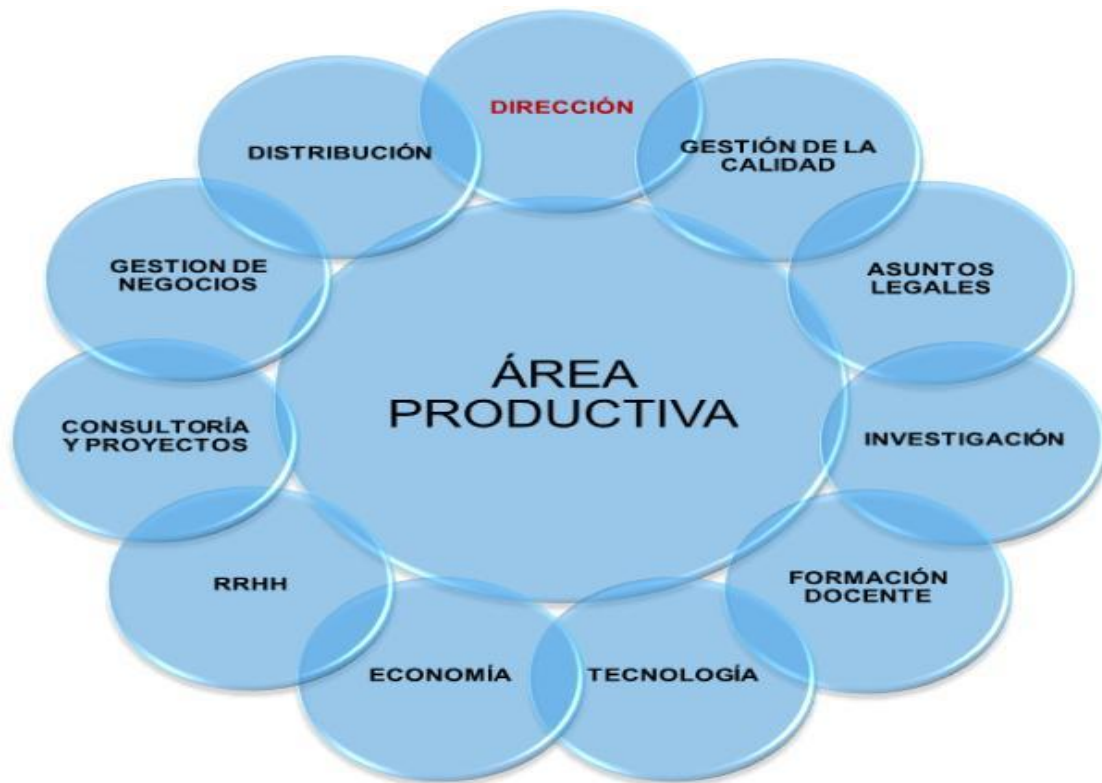 DIRECCIÓN
GESTIÓN DE LA
CALIDAD
ASUNTOS
LEGALES
INVESTIGACIÓN
FORMACIÓN
DOCENTE
TECNOLOGÍA
ECONOMÍA
RRHH
CONSULTORÍA
Y PROYECTOS
GESTION DE
NEGOCIOS
DISTRIBUCIÓN
ÁREA
PRODUCTIVA